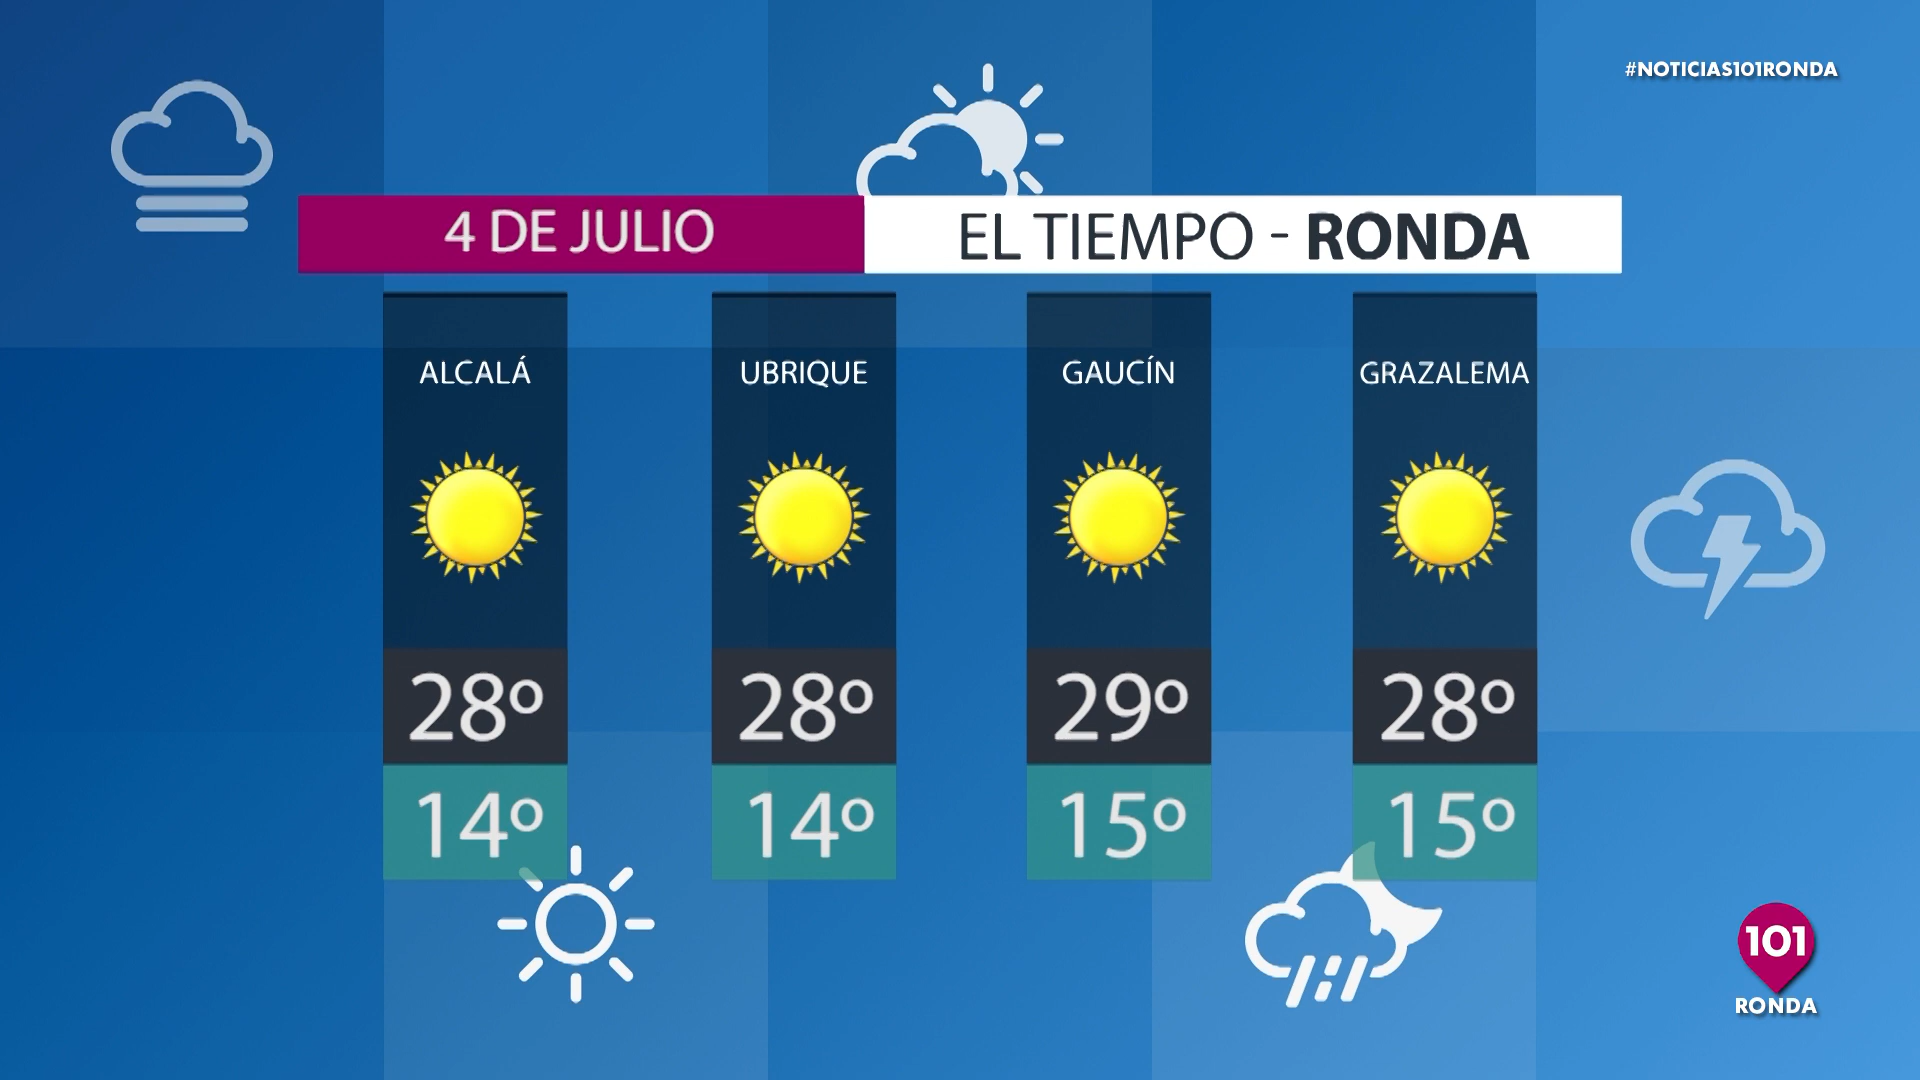 #NOTICIAS101RONDA
4 DE JULIO
EL TIEMPO - RONDA
ALCALÁ
28º
14º
UBRIQUE
28º
14º
GAUCÍN
29º
15º
GRAZALEMA
28º
15º
101
RONDA